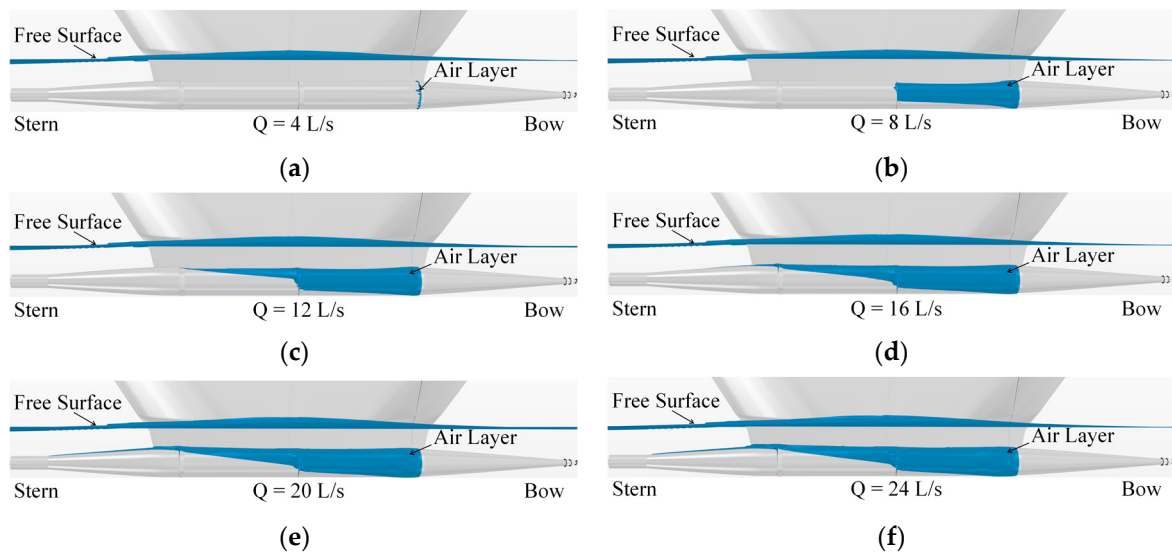 Free Surface
Air Layer
Stern
Q = 4 L/s
Bow
(a)
Free Surface
Air Layer
Stern
Q = 8 L/s
Bow
(b)
Free Surface
Air Layer
Stern
Q = 12 L/s
Bow
(c)
Free Surface
Air Layer
Stern
Q = 16 L/s
Bow
(d)
Free Surface
Air Layer
Stern
Q = 20 L/s
Bow
(e)
Free Surface
Air Layer
Stern
Q = 24 L/s
Bow
(f)